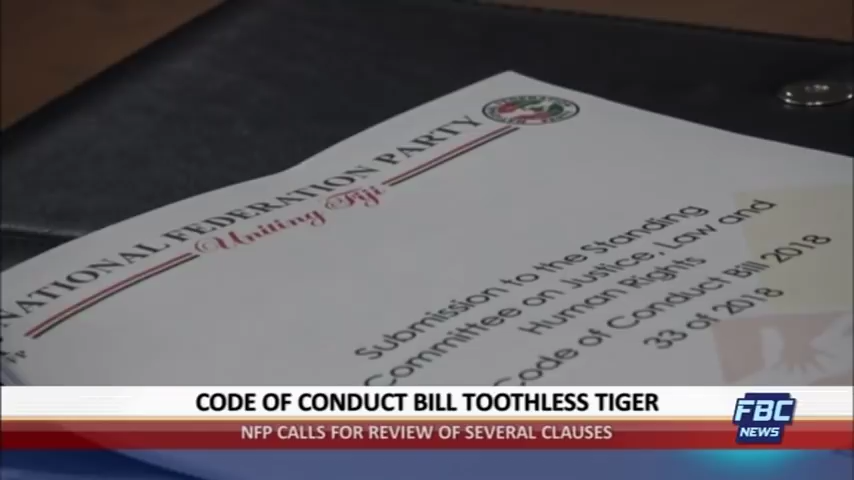 NATIONAL FEDERATION PARTY
Uniting Fiji
Submission to the Standing
Committee on Justice, Law and
Human Rights
Code of Conduct Bill 2018
33 of 2018
CODE OF CONDUCT BILL TOOTHLESS TIGER
NFP CALLS FOR REVIEW OF SEVERAL CLAUSES
FBC
NEWS